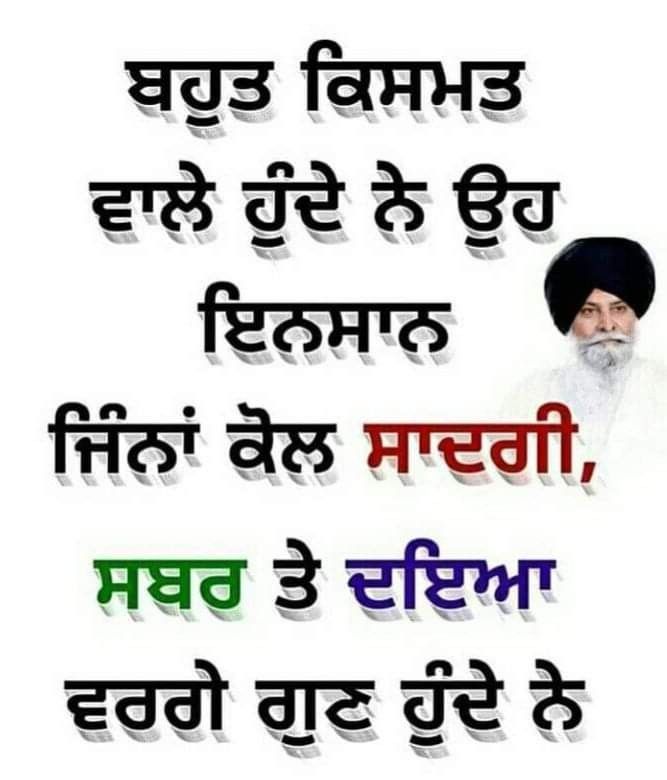 ਬਹੁਤ ਕਿਸਮਤ
ਵਾਲੇ ਹੁੰਦੇ ਨੇ ਉਹ
ਇਨਸਾਨ
ਜਿੰਨਾਂ ਕੋਲ ਸਾਦਗੀ,
ਸਬਰ ਤੇ ਦਇਆ
ਵਰਗੇ ਗੁਣ ਹੁੰਦੇ ਨੇ